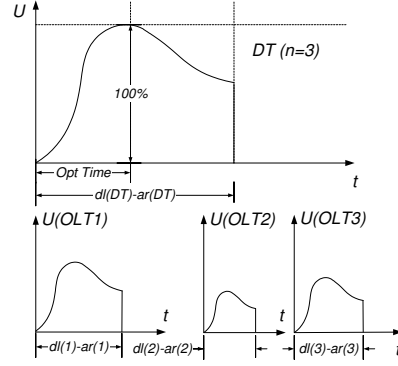 U
DT (n=3)
100%
Opt Time
t
dl(DT)-ar(DT)
U(OLT1)
U(OLT2)
U(OLT3)
t
t
t
dl(1)-ar(1)
dl(2)-ar(2)
dl(3)-ar(3)